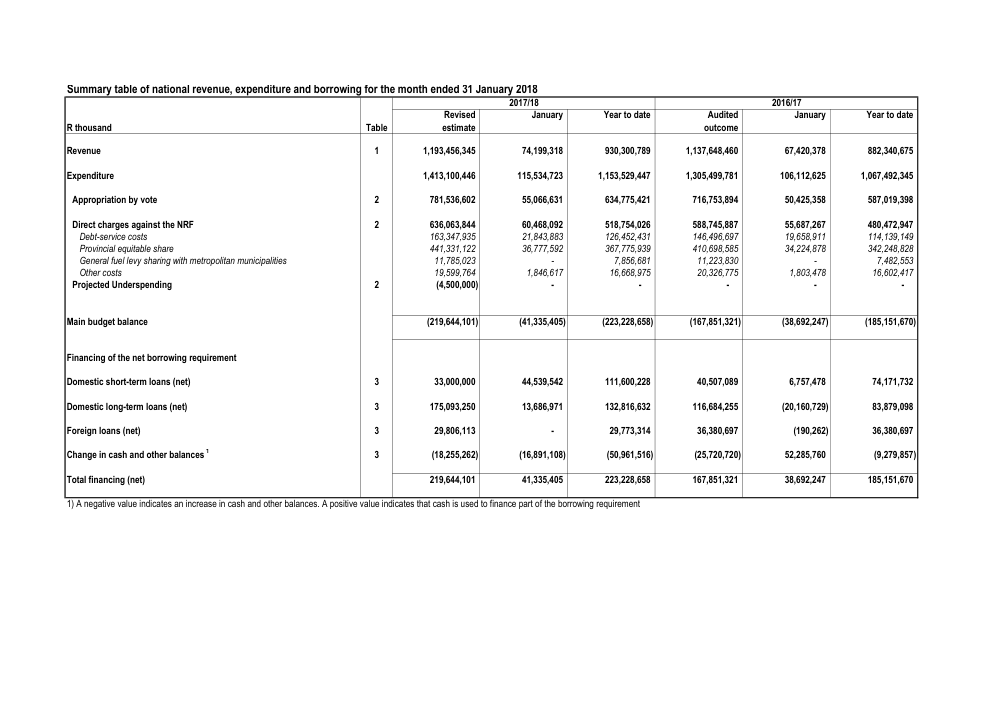 Summary table of national revenue, expenditure and borrowing for the month ended 31 January 2018
2017/18 2016/17
Revised January Year to date Audited January Year to date
R thousand Table estimate outcome
Revenue 1 1,193,456,345 74,199,318 930,300,789 1,137,648,460 67,420,378 882,340,675
Expenditure 1,413,100,446 115,534,723 1,153,529,447 1,305,499,781 106,112,625 1,067,492,345
Appropriation by vote 2 781,536,602 55,066,631 634,775,421 716,753,894 50,425,358 587,019,398
Direct charges against the NRF 2 636,063,844 60,468,092 518,754,026 588,745,887 55,687,267 480,472,947
Debt-service costs 163,347,935 21,843,883 126,452,431 146,496,697 19,658,911 114,139,149
Provincial equitable share 441,331,122 36,777,592 367,775,939 410,698,585 34,224,878 342,248,828
General fuel levy sharing with metropolitan municipalities 11,785,023 - 7,856,681 11,223,830 - 7,482,553
Other costs 19,599,764 1,846,617 16,668,975 20,326,775 1,803,478 16,602,417
Projected Underspending 2 (4,500,000) - - - - -
Main budget balance (219,644,101) (41,335,405) (223,228,658) (167,851,321) (38,692,247) (185,151,670)
Financing of the net borrowing requirement
Domestic short-term loans (net) 3 33,000,000 44,539,542 111,600,228 40,507,089 6,757,478 74,171,732
Domestic long-term loans (net) 3 175,093,250 13,686,971 132,816,632 116,684,255 (20,160,729) 83,879,098
Foreign loans (net) 3 29,806,113 - 29,773,314 36,380,697 (190,262) 36,380,697
Change in cash and other balances 1 3 (18,255,262) (16,891,108) (50,961,516) (25,720,720) 52,285,760 (9,279,857)
Total financing (net) 219,644,101 41,335,405 223,228,658 167,851,321 38,692,247 185,151,670
1) A negative value indicates an increase in cash and other balances. A positive value indicates that cash is used to finance part of the borrowing requirement